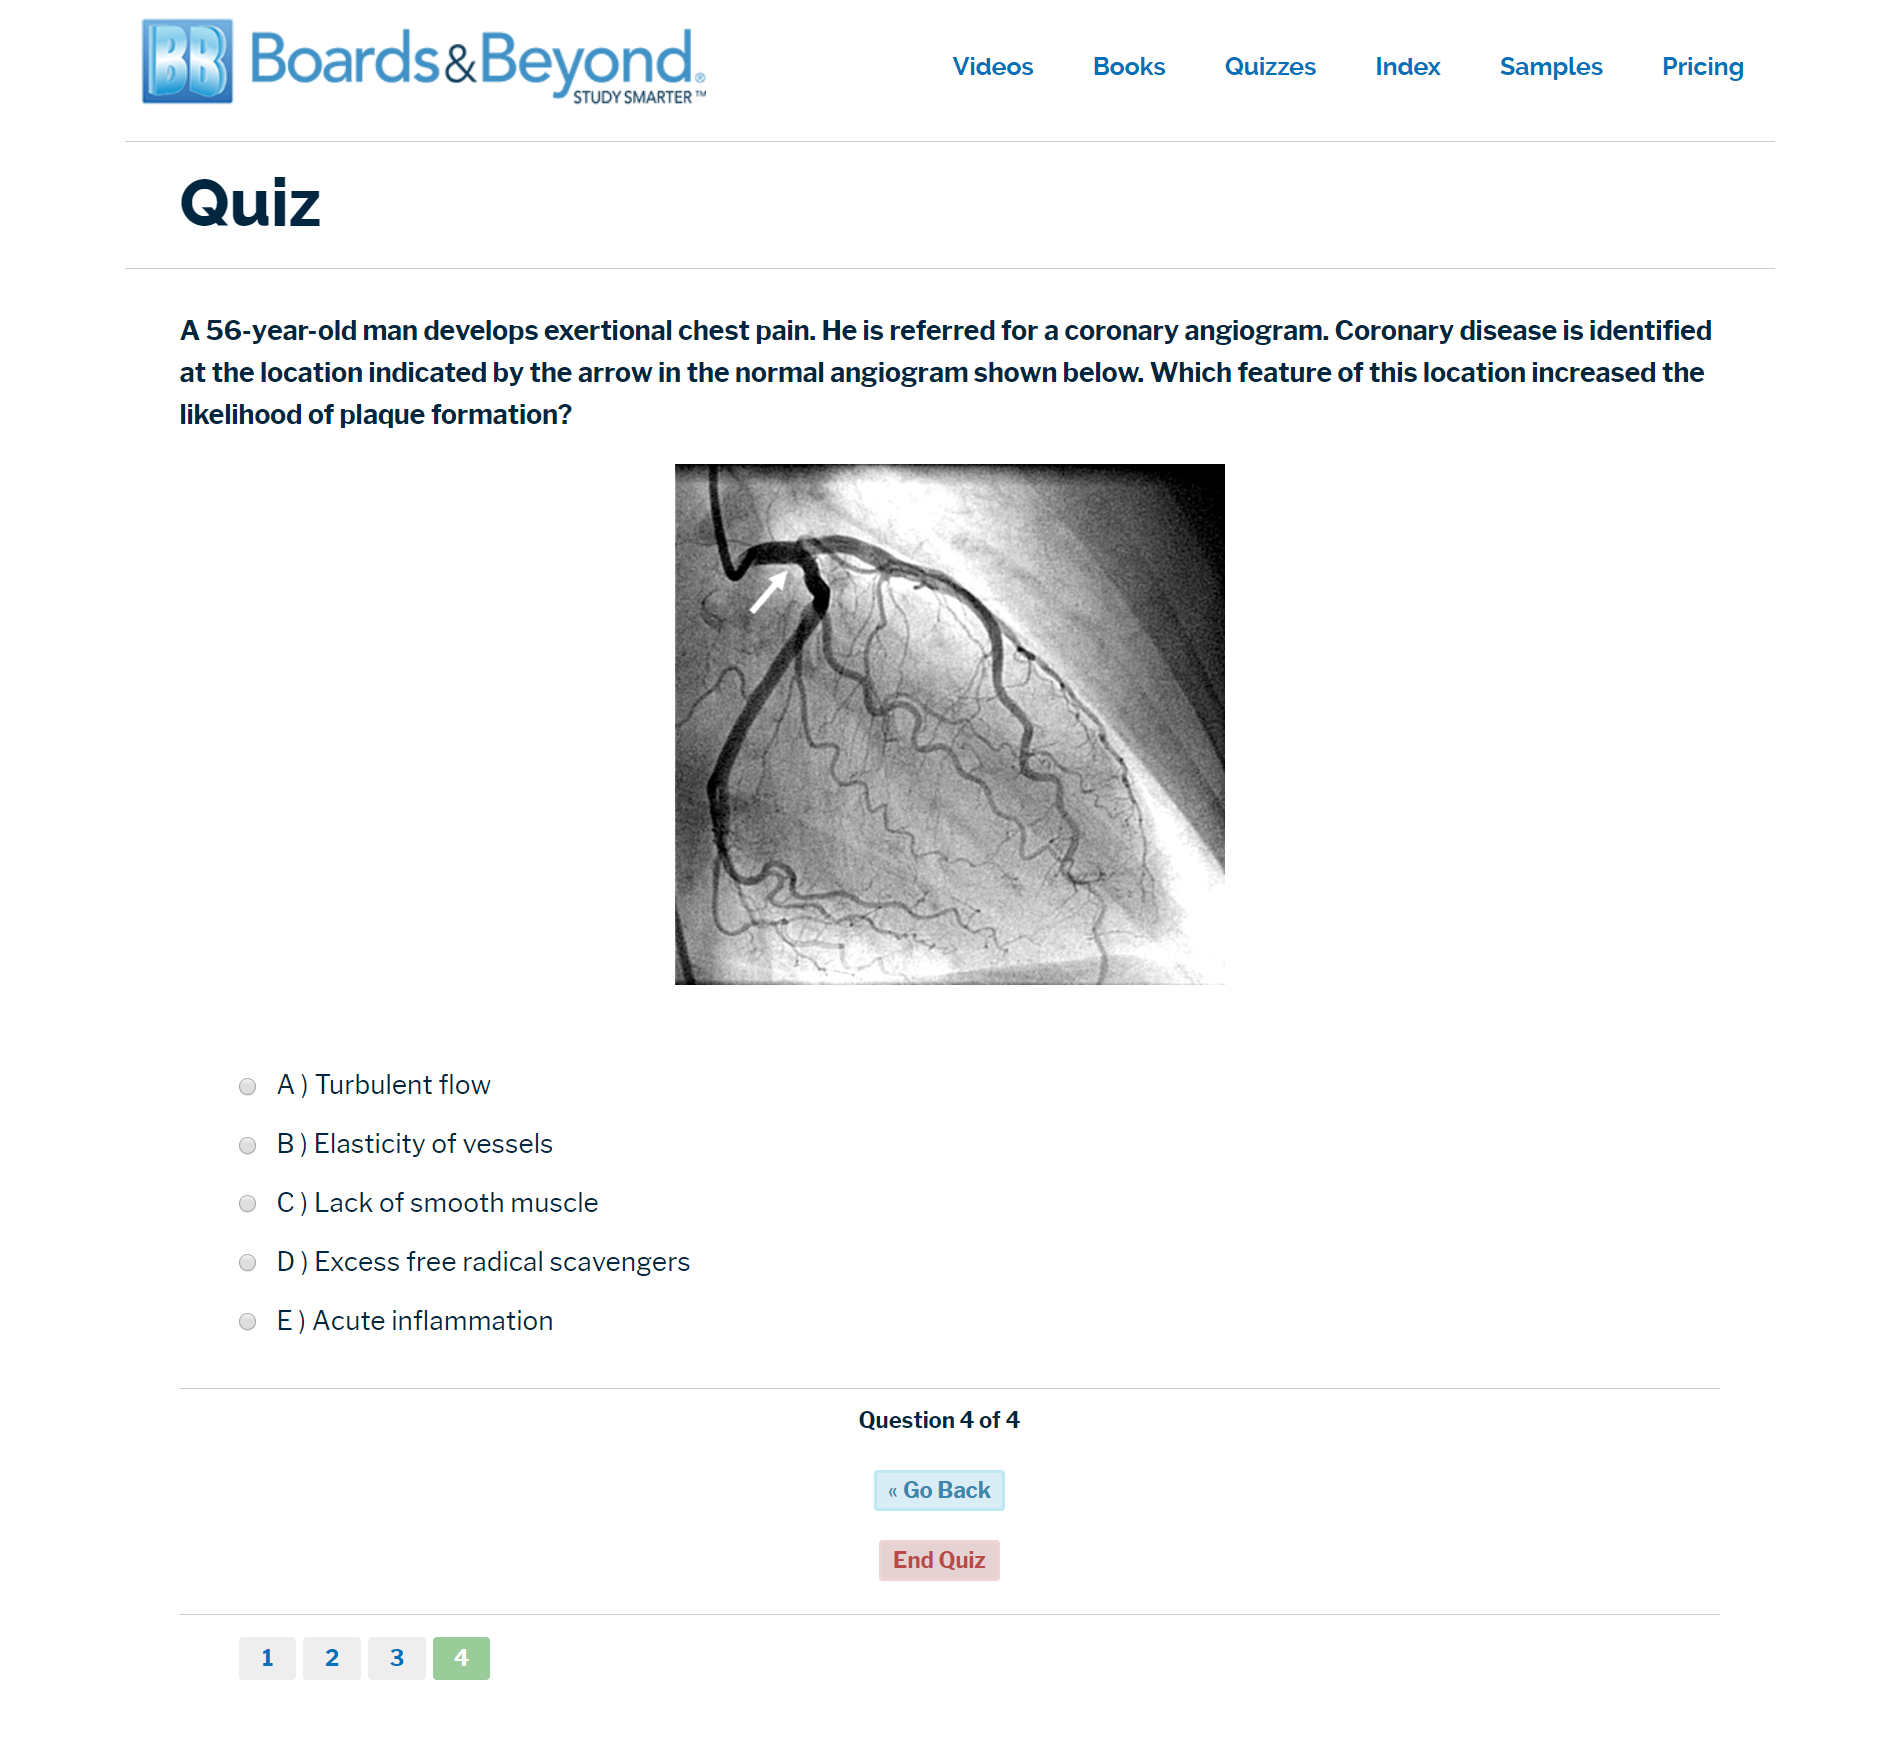 BB Boards&Beyond®
STUDY SMARTER™
Videos Books Quizzes Index Samples Pricing
Quiz
A 56-year-old man develops exertional chest pain. He is referred for a coronary angiogram. Coronary disease is identified
at the location indicated by the arrow in the normal angiogram shown below. Which feature of this location increased the
likelihood of plaque formation?
A ) Turbulent flow
B ) Elasticity of vessels
C ) Lack of smooth muscle
D ) Excess free radical scavengers
E ) Acute inflammation
Question 4 of 4
« Go Back
End Quiz
1 2 3 4